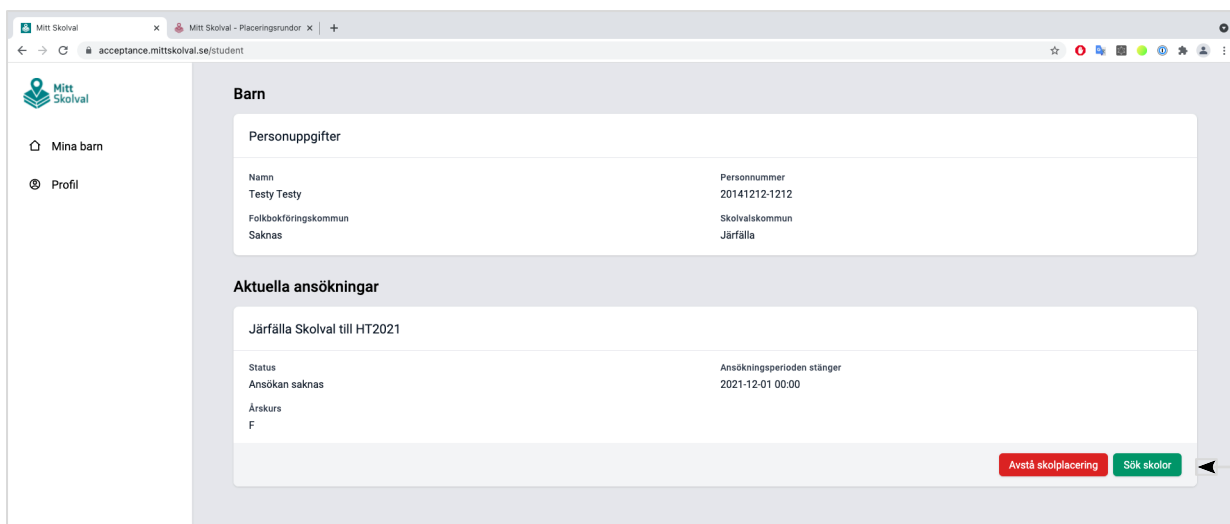 Mitt Skolval
Mitt Skolval - Placeringsrundor
acceptance.mittskolval.se/student
Mitt
Skolval
Mina barn
Profil
Barn
Personuppgifter
Namn
Personnummer
Testy Testy
20141212-1212
Folkbokföringskommun
Skolvalskommun
Saknas
Järfälla
Aktuella ansökningar
Järfälla Skolval till HT2021
Status
Ansökningsperioden stänger
Ansökan saknas
2021-12-01 00:00
Årskurs
F
Avstå skolplacering
Sök skolor